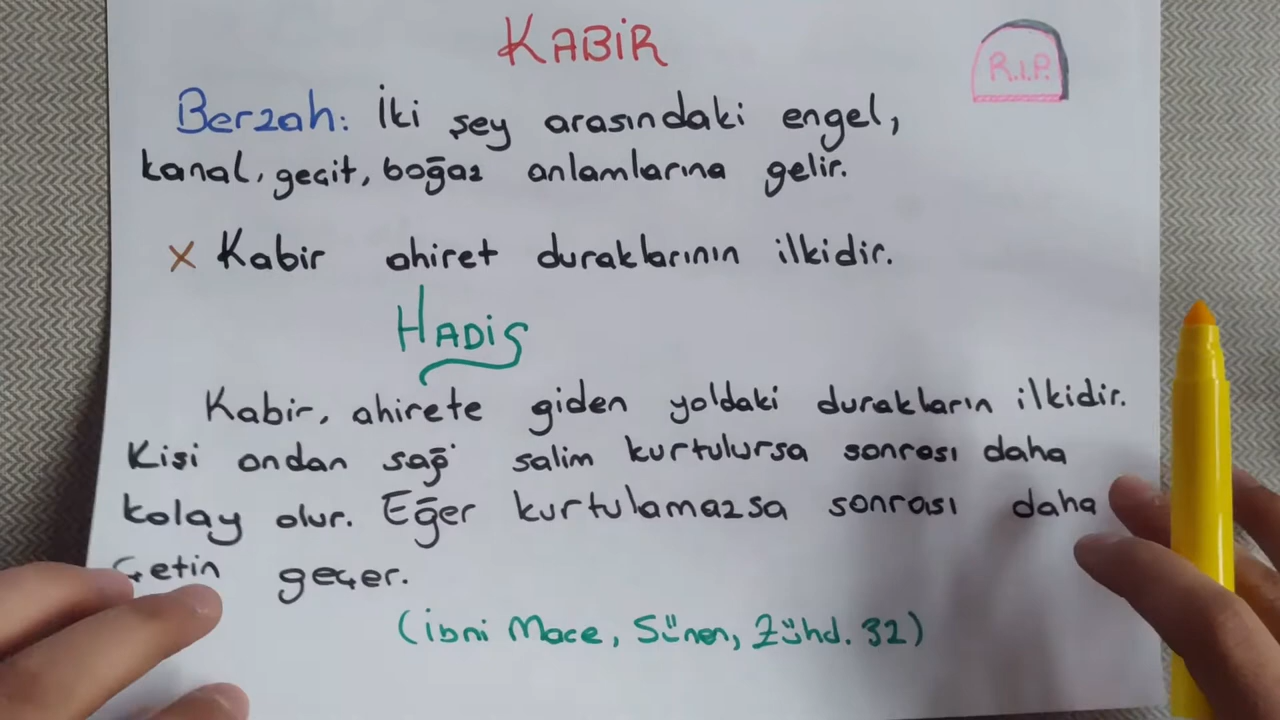 KABİR
R.I.P.
Berzah: İki şey arasındaki engel,
kanal, geçit, boğaz anlamlarına gelir.
x Kabir ahiret duraklarının ilkidir.
HADİS
Kabir, ahirete giden yoldaki durakların ilkidir.
Kişi ondan sağ salim kurtulursa sonrası daha
kolay olur. Eğer kurtulamazsa sonrası daha
Çetin geçer.
(İbni Mace, Sünen, Zühd. 32)